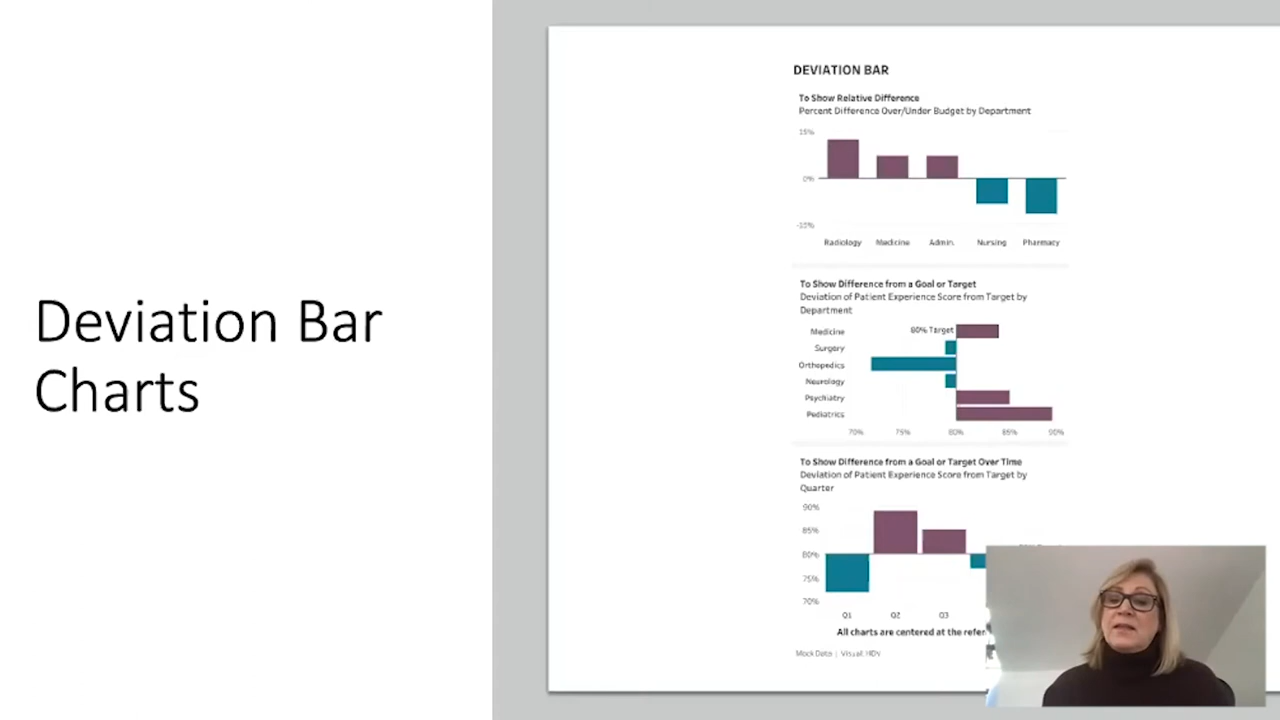 Deviation Bar
Charts
DEVIATION BAR
To Show Relative Difference
Percent Difference Over/Under Budget by Department
15%
0%
-15%
Radiology Medicine Admin. Nursing Pharmacy
To Show Difference from a Goal or Target
Deviation of Patient Experience Score from Target by
Department
Medicine 80% Target
Surgery
Orthopedics
Neurology
Psychiatry
Pediatrics
70% 75% 80% 85% 90%
To Show Difference from a Goal or Target Over Time
Deviation of Patient Experience Score from Target by
Quarter
90%
85%
80%
75%
70%
Q1 Q2 Q3
All charts are centered at the refer
Mock Data | Visual: HDV